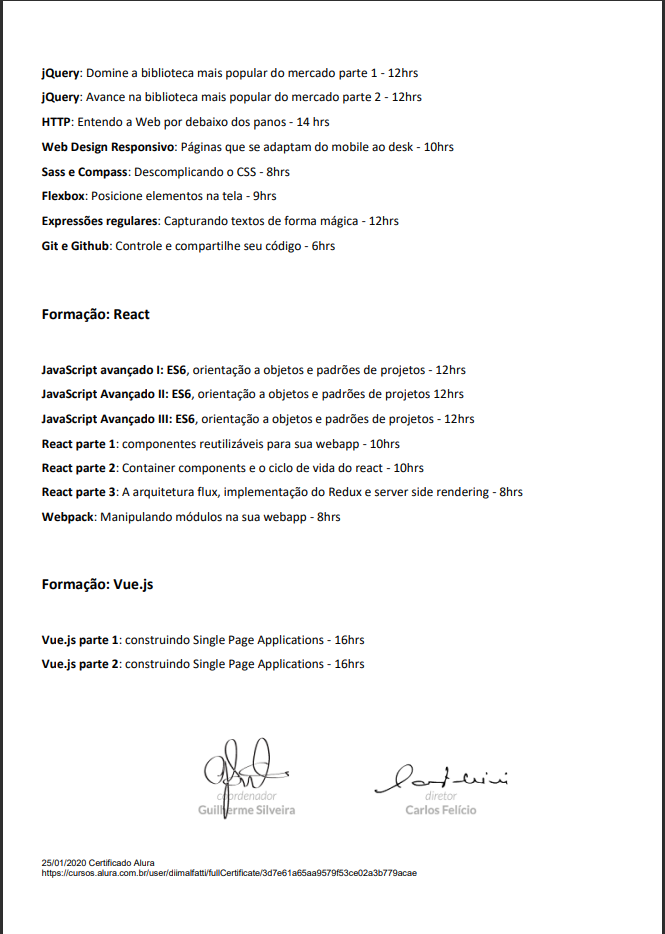 jQuery: Domine a biblioteca mais popular do mercado parte 1 - 12hrs
jQuery: Avance na biblioteca mais popular do mercado parte 2 - 12hrs
HTTP: Entendo a Web por debaixo dos panos - 14 hrs
Web Design Responsivo: Páginas que se adaptam do mobile ao desk - 10hrs
Sass e Compass: Descomplicando o CSS - 8hrs
Flexbox: Posicione elementos na tela - 9hrs
Expressões regulares: Capturando textos de forma mágica - 12hrs
Git e Github: Controle e compartilhe seu código - 6hrs
Formação: React
JavaScript avançado I: ES6, orientação a objetos e padrões de projetos - 12hrs
JavaScript Avançado II: ES6, orientação a objetos e padrões de projetos 12hrs
JavaScript Avançado III: ES6, orientação a objetos e padrões de projetos - 12hrs
React parte 1: componentes reutilizáveis para sua webapp - 10hrs
React parte 2: Container components e o ciclo de vida do react - 10hrs
React parte 3: A arquitetura flux, implementação do Redux e server side rendering - 8hrs
Webpack: Manipulando módulos na sua webapp - 8hrs
Formação: Vue.js
Vue.js parte 1: construindo Single Page Applications - 16hrs
Vue.js parte 2: construindo Single Page Applications - 16hrs
coordenador diretor
Guilherme Silveira Carlos Felício
25/01/2020 Certificado Alura
https://cursos.alura.com.br/user/diimalfatti/fullCertificate/3d7e61a65aa9579f53ce02a3b779acae